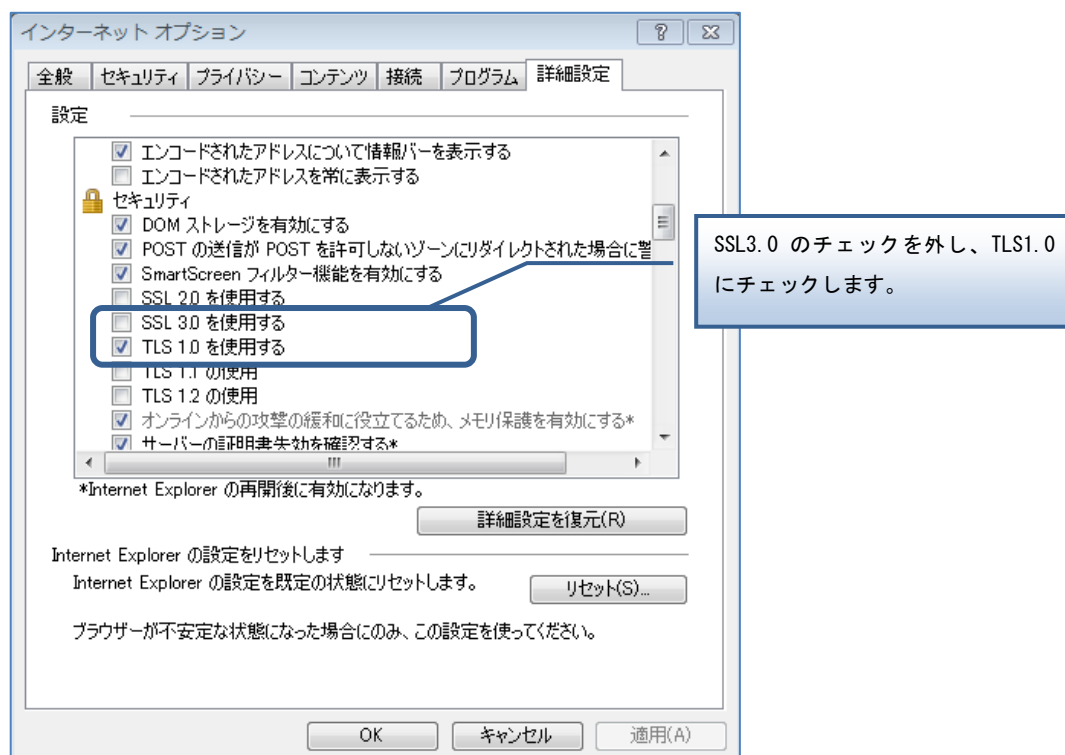 インターネット オプション
全般 セキュリティ プライバシー コンテンツ 接続 プログラム 詳細設定
設定
エンコードされたアドレスについて情報バーを表示する
エンコードされたアドレスを常に表示する
セキュリティ
DOM ストレージを有効にする
POST の送信が POST を許可しないゾーンにリダイレクトされた場合に警
SmartScreen フィルター機能を有効にする
SSL 2.0 を使用する
SSL 3.0 を使用する
TLS 1.0 を使用する
TLS 1.1 の使用
TLS 1.2 の使用
オンラインからの攻撃の緩和に役立てるため、メモリ保護を有効にする*
サーバーの証明書失効を確認する*
*Internet Explorer の再開後に有効になります。
詳細設定を復元(R)
Internet Explorer の設定をリセットします
Internet Explorer の設定を既定の状態にリセットします。
リセット(S)...
ブラウザーが不安定な状態になった場合にのみ、この設定を使ってください。
OK キャンセル 適用(A)
SSL3.0 のチェックを外し、TLS1.0
にチェックします。